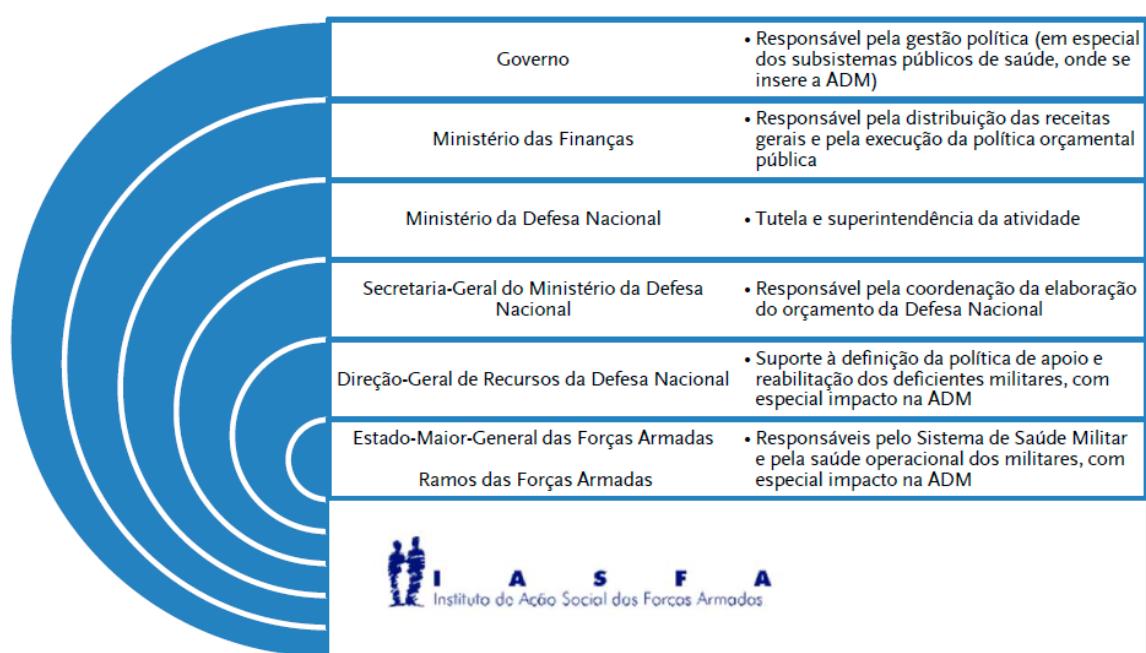 Governo
• Responsável pela gestão política (em especial
dos subsistemas públicos de saúde, onde se
insere a ADM)
Ministério das Finanças
• Responsável pela distribuição das receitas
gerais e pela execução da política orçamental
pública
Ministério da Defesa Nacional
• Tutela e superintendência da atividade
Secretaria-Geral do Ministério da Defesa
Nacional
• Responsável pela coordenação da elaboração
do orçamento da Defesa Nacional
Direção-Geral de Recursos da Defesa Nacional
• Suporte à definição da política de apoio e
reabilitação dos deficientes militares, com
especial impacto na ADM
Estado-Maior-General das Forças Armadas
Ramos das Forças Armadas
• Responsáveis pelo Sistema de Saúde Militar
e pela saúde operacional dos militares, com
especial impacto na ADM
I A S F A
Instituto de Ação Social das Forças Armadas